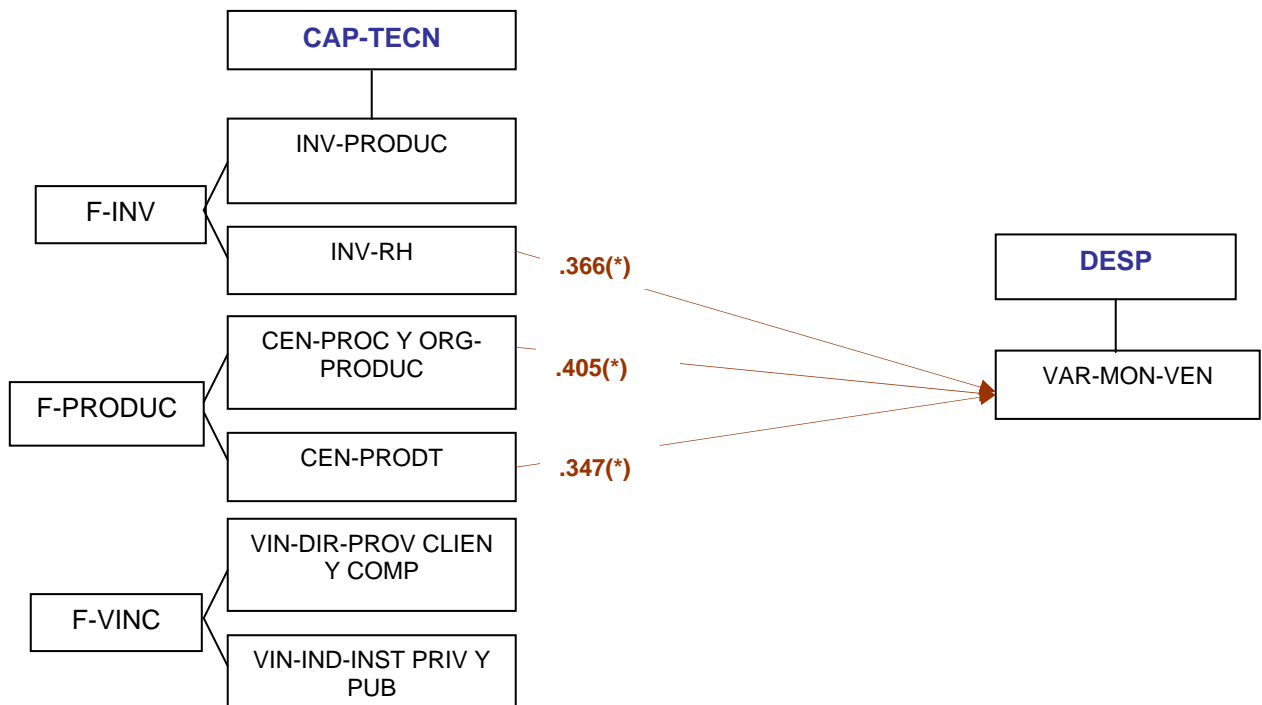 CAP-TECN
INV-PRODUC
F-INV
INV-RH
.366(*)
DESP
CEN-PROC Y ORG-
PRODUC
.405(*)
VAR-MON-VEN
F-PRODUC
CEN-PRODT
.347(*)
VIN-DIR-PROV CLIEN
Y COMP
F-VINC
VIN-IND-INST PRIV Y
PUB